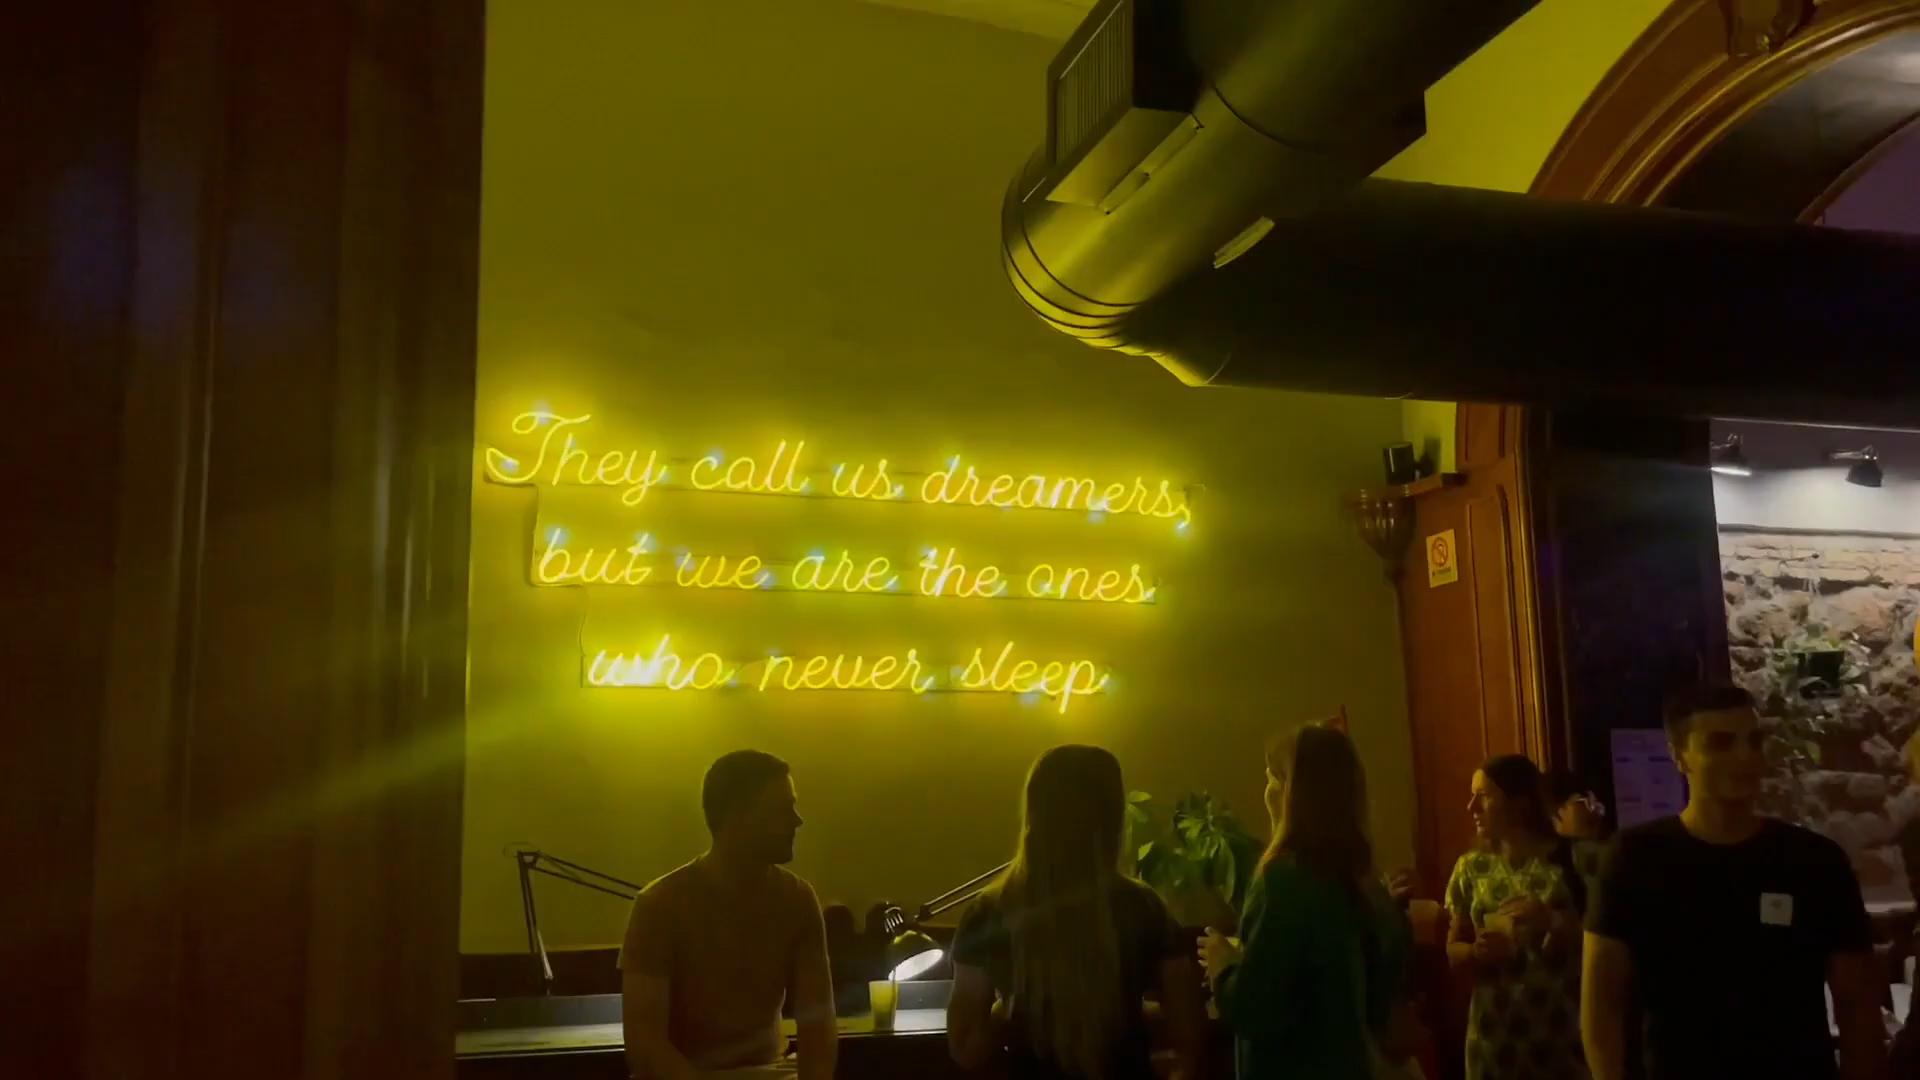 They call us dreamers,
but we are the ones
who never sleep